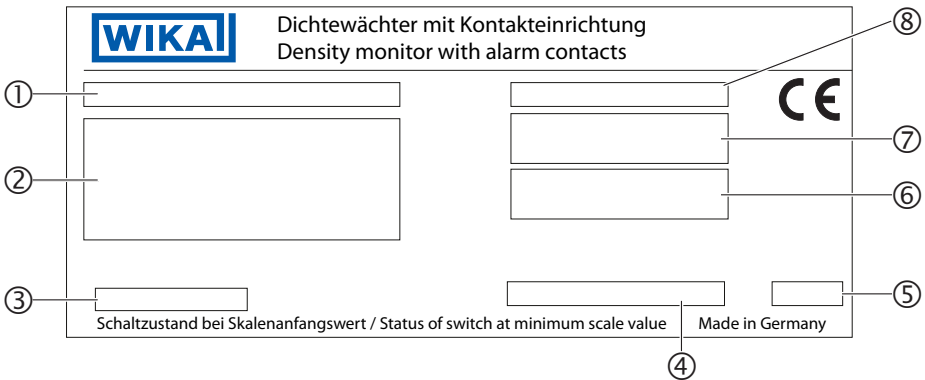 WIKA
Dichtewächter mit Kontakteinrichtung
Density monitor with alarm contacts
⑧
①
CE
⑦
②
⑥
③
⑤
Schaltzustand bei Skalenanfangswert / Status of switch at minimum scale value
Made in Germany
④